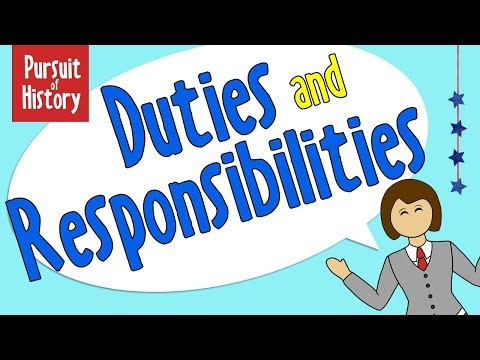 Pursuit
of
History
Duties and
Responsibilities